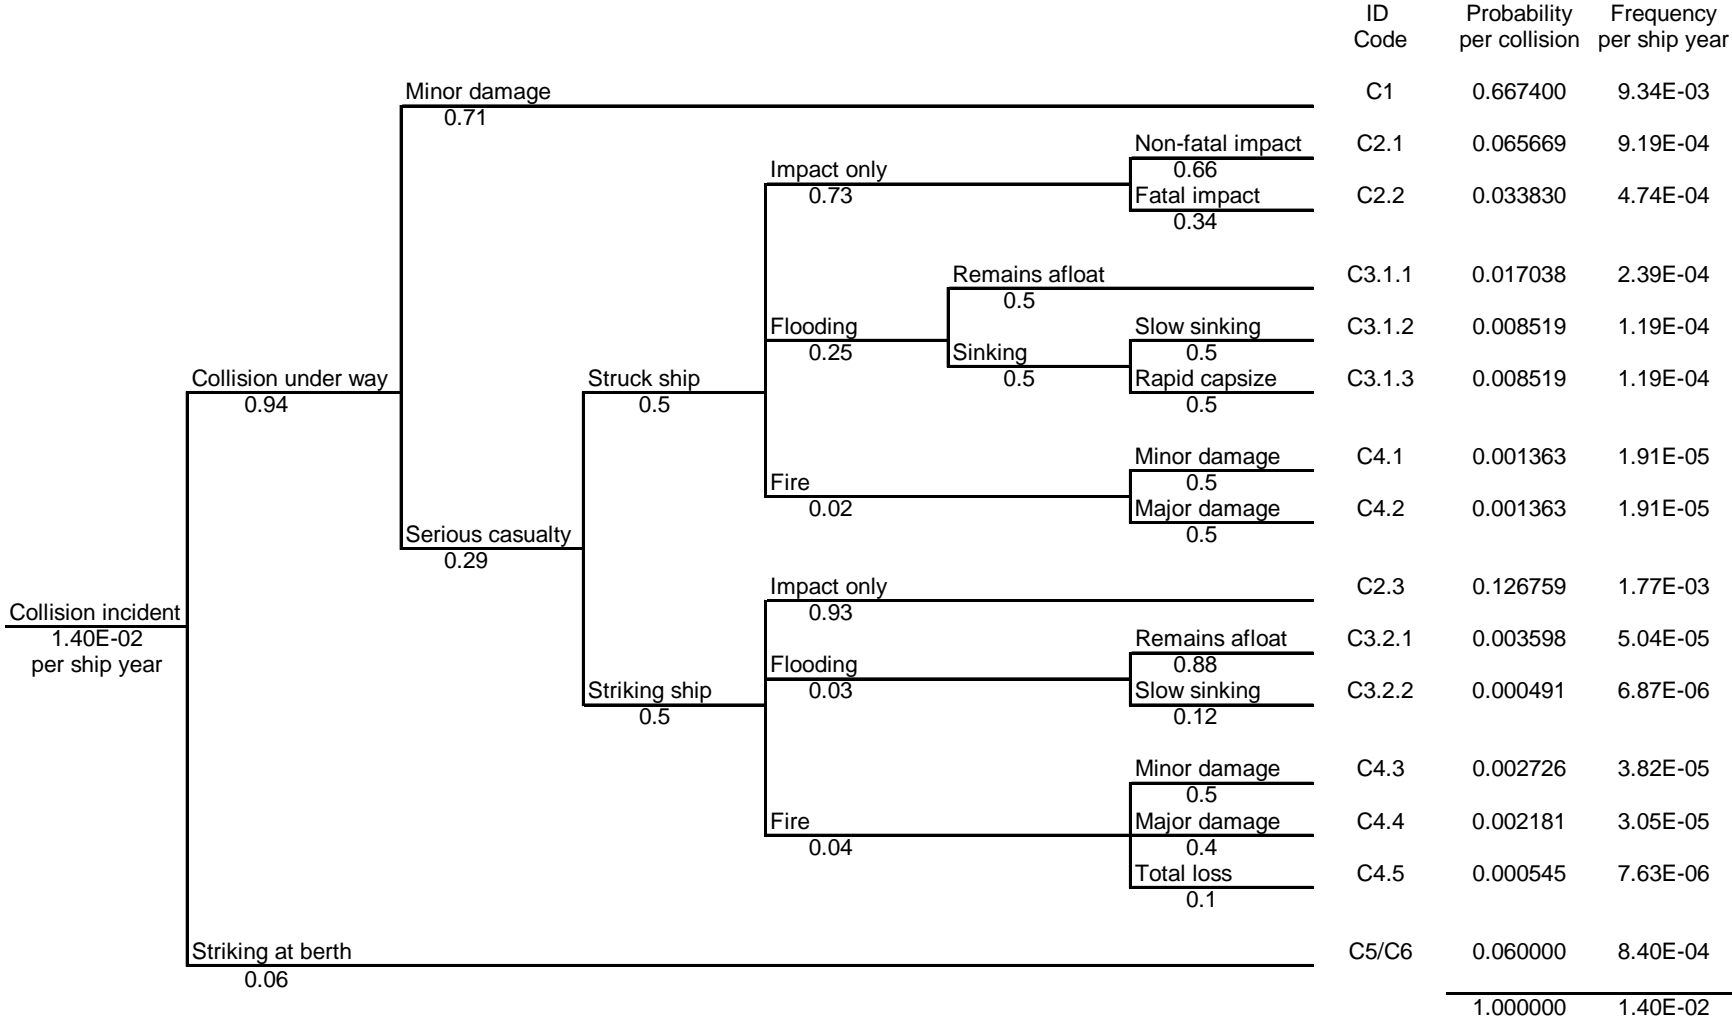 ID Probability Frequency
Code per collision per ship year
Minor damage C1 0.667400 9.34E-03
0.71
Non-fatal impact C2.1 0.065669 9.19E-04
Impact only 0.66
0.73 Fatal impact C2.2 0.033830 4.74E-04
0.34
Remains afloat C3.1.1 0.017038 2.39E-04
0.5
Flooding Slow sinking C3.1.2 0.008519 1.19E-04
0.25 Sinking 0.5
Collision under way Struck ship 0.5 Rapid capsize C3.1.3 0.008519 1.19E-04
0.94 0.5 0.5
Minor damage C4.1 0.001363 1.91E-05
Fire 0.5
0.02 Major damage C4.2 0.001363 1.91E-05
Serious casualty 0.5
0.29
Impact only C2.3 0.126759 1.77E-03
Collision incident 0.93
1.40E-02 Remains afloat C3.2.1 0.003598 5.04E-05
per ship year Flooding 0.88
Striking ship 0.03 Slow sinking C3.2.2 0.000491 6.87E-06
0.5 0.12
Minor damage C4.3 0.002726 3.82E-05
0.5
Fire Major damage C4.4 0.002181 3.05E-05
0.04 0.4
Total loss C4.5 0.000545 7.63E-06
0.1
Striking at berth C5/C6 0.060000 8.40E-04
0.06
1.000000 1.40E-02